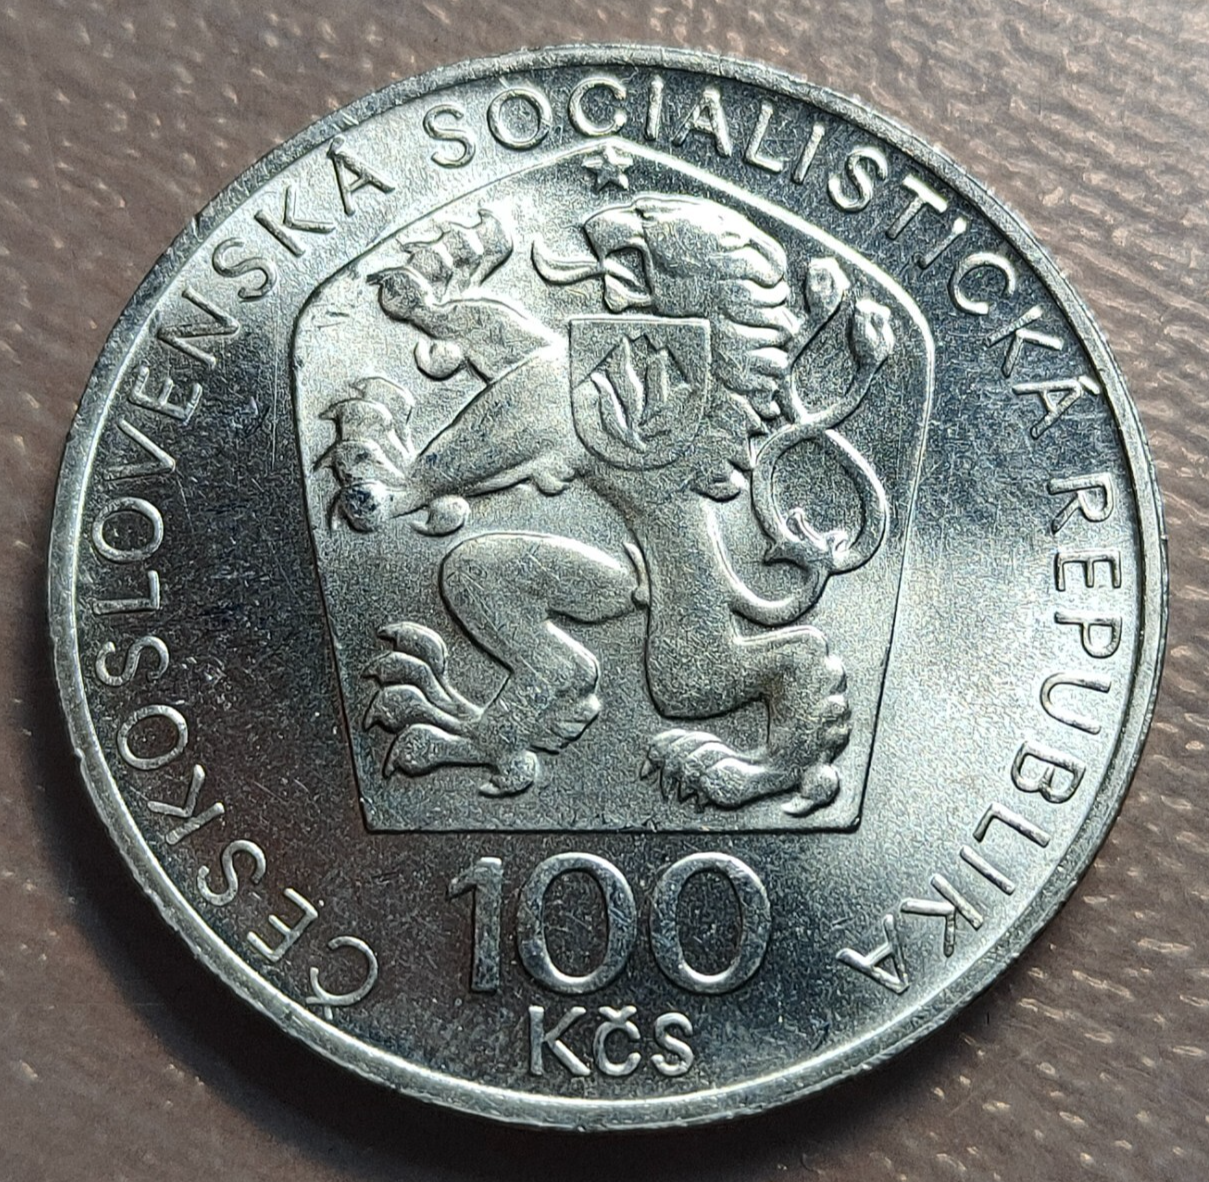 ČESKOSLOVENSKÁ SOCIALISTICKÁ REPUBLIKA
100
Kčs